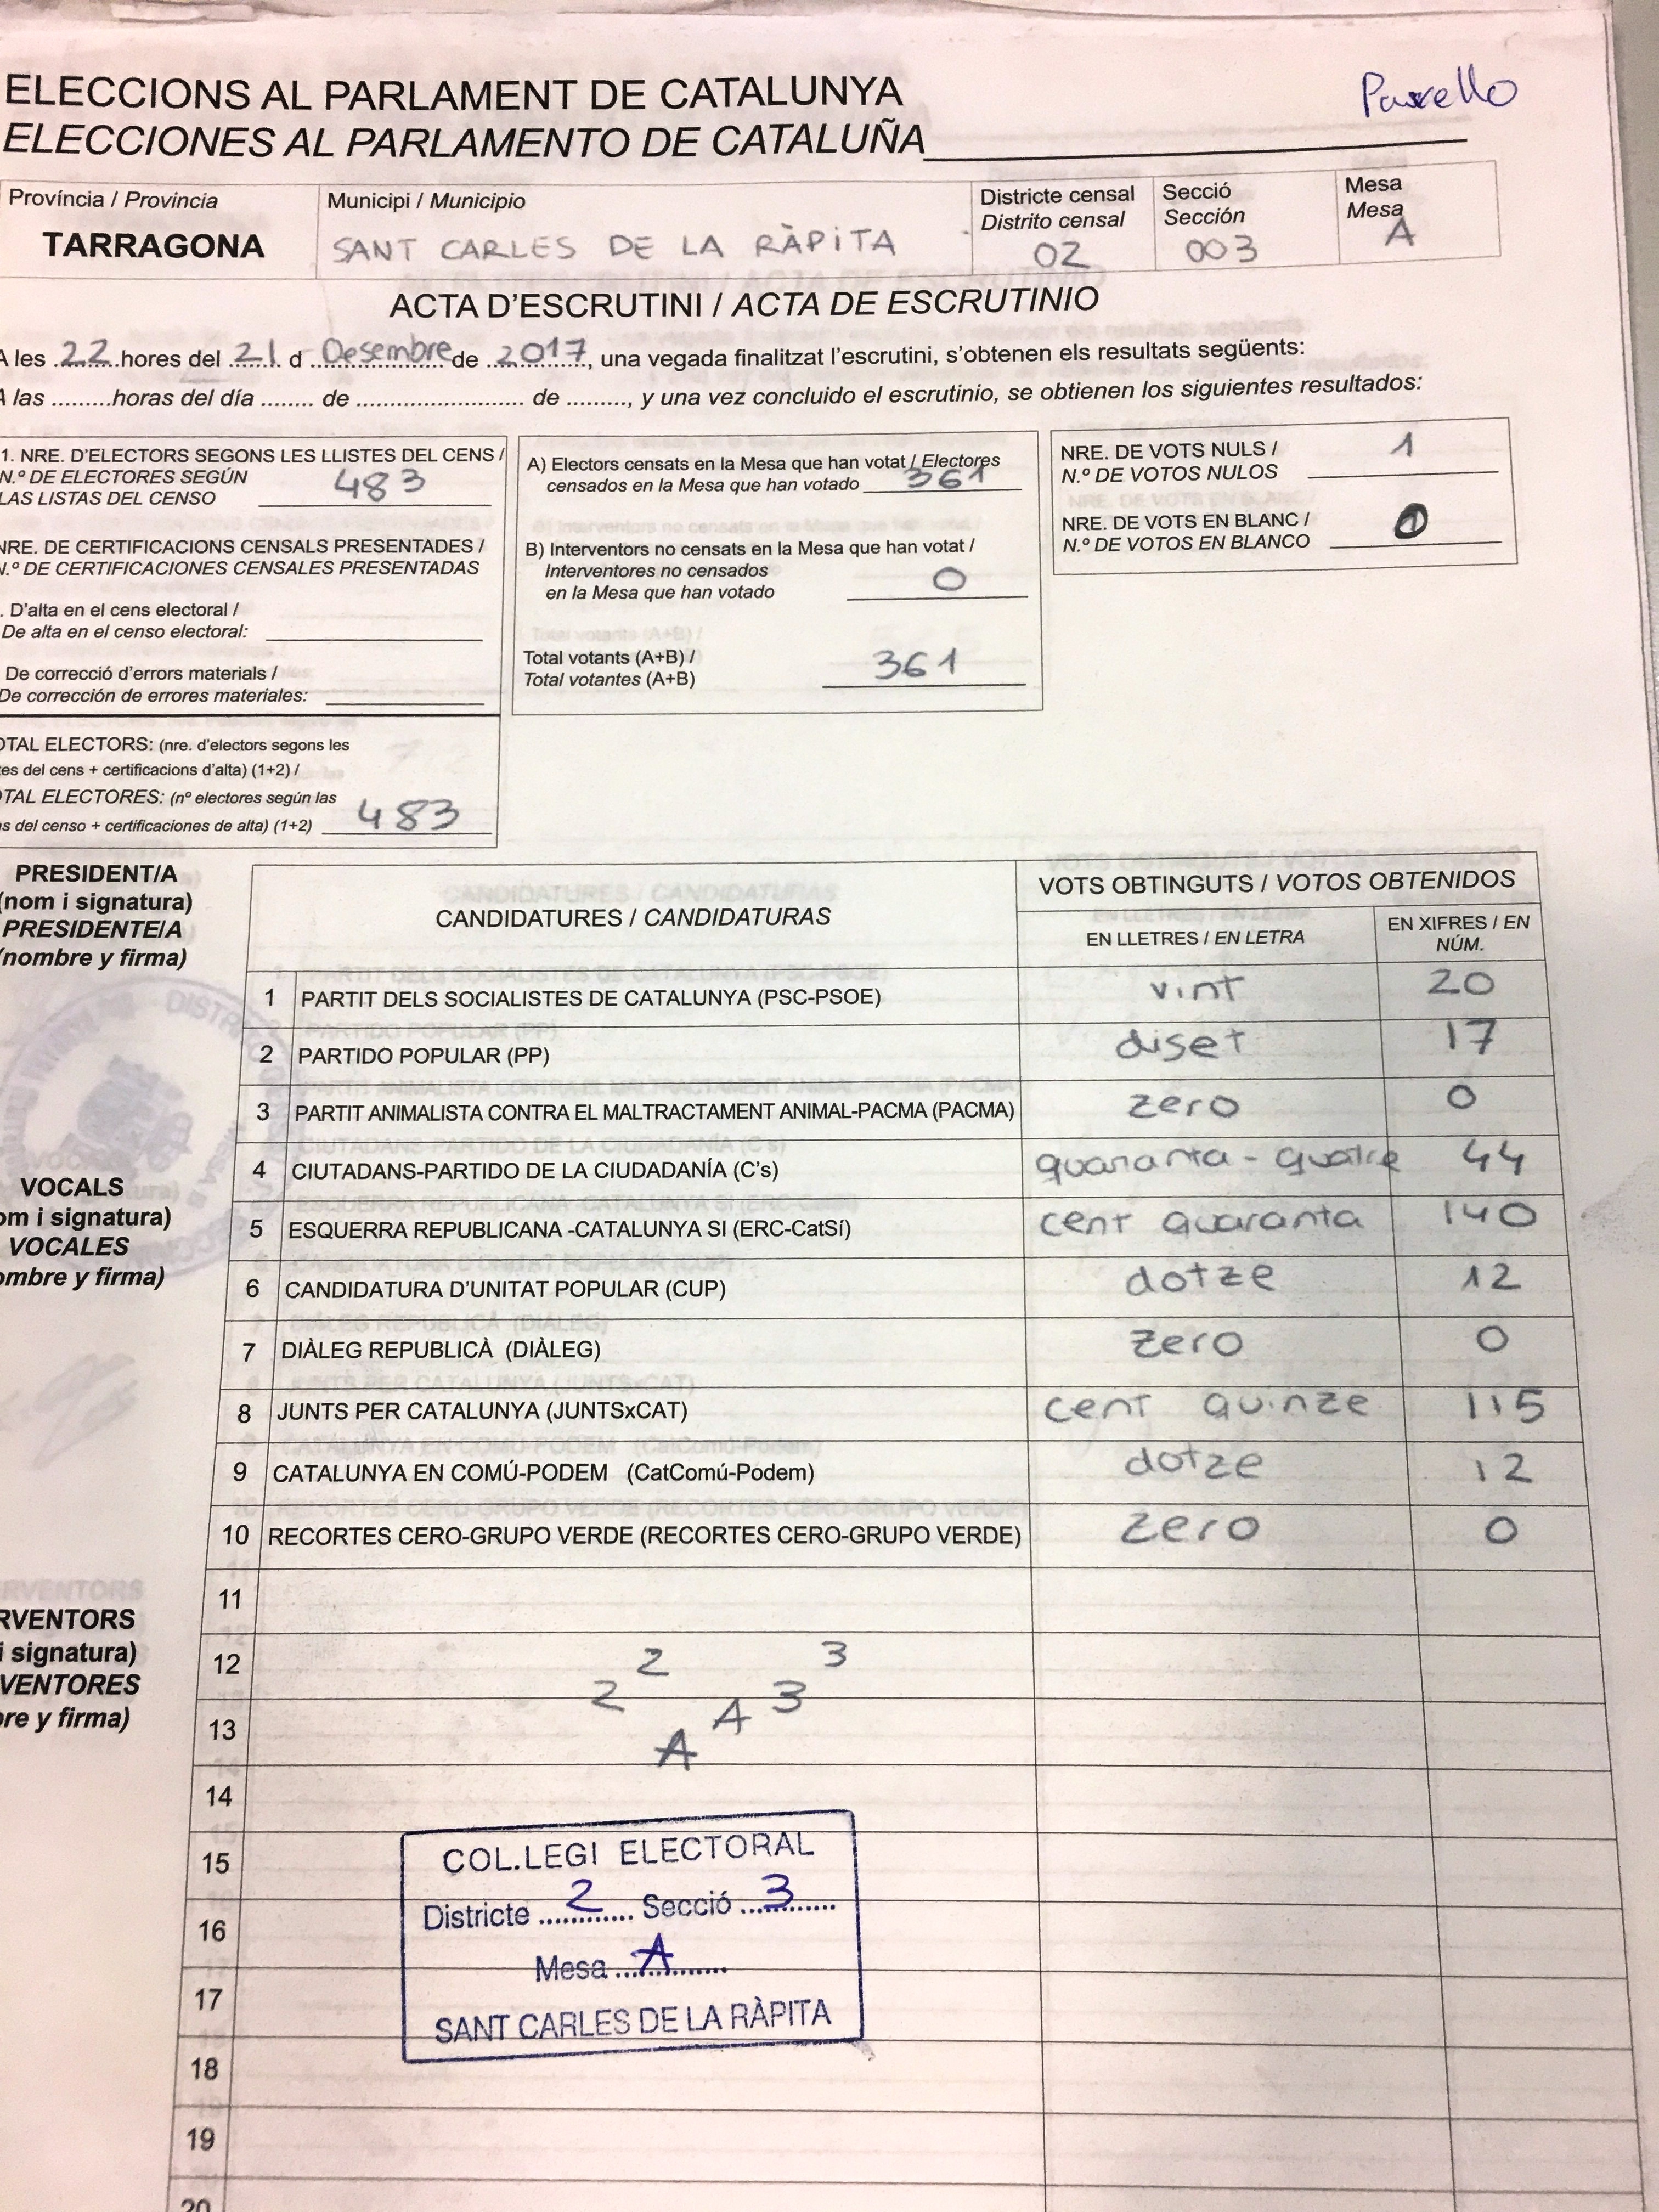 ELECCIONS AL PARLAMENT DE CATALUNYA
ELECCIONES AL PARLAMENTO DE CATALUÑA
Província / Provincia
TARRAGONA
Municipi / Municipio
SANT CARLES DE LA RÀPITA
Districte censal
Distrito censal
02
Secció
Sección
003
Mesa
Mesa
A
ACTA D'ESCRUTINI / ACTA DE ESCRUTINIO
A les 22 hores del 21 d Desembre de 2017, una vegada finalitzat l'escrutini, s'obtenen els resultats següents:
A las .........horas del día ........ de ........................ de ........., y una vez concluido el escrutinio, se obtienen los siguientes resultados:
1. NRE. D'ELECTORS SEGONS LES LLISTES DEL CENS /
N.º DE ELECTORES SEGÚN
LAS LISTAS DEL CENSO 483
NRE. DE CERTIFICACIONS CENSALS PRESENTADES /
N.º DE CERTIFICACIONES CENSALES PRESENTADAS
. D'alta en el cens electoral /
De alta en el censo electoral:
De correcció d'errors materials /
De corrección de errores materiales:
OTAL ELECTORS: (nre. d'electors segons les
es del cens + certificacions d'alta) (1+2) /
TAL ELECTORES: (nº electores según las
s del censo + certificaciones de alta) (1+2) 483
A) Electors censats en la Mesa que han votat / Electores
censados en la Mesa que han votado 361
B) Interventors no censats en la Mesa que han votat /
Interventores no censados
en la Mesa que han votado 0
Total votants (A+B) /
Total votantes (A+B) 361
NRE. DE VOTS NULS /
N.º DE VOTOS NULOS 1
NRE. DE VOTS EN BLANC /
N.º DE VOTOS EN BLANCO 0
PRESIDENT/A
(nom i signatura)
PRESIDENTE/A
(nombre y firma)
VOCALS
om i signatura)
VOCALES
ombre y firma)
RVENTORS
i signatura)
VENTORES
bre y firma)
CANDIDATURES / CANDIDATURAS
VOTS OBTINGUTS / VOTOS OBTENIDOS
EN LLETRES / EN LETRA
EN XIFRES / EN
NÚM.
1 PARTIT DELS SOCIALISTES DE CATALUNYA (PSC-PSOE) vint 20
2 PARTIDO POPULAR (PP) diset 17
3 PARTIT ANIMALISTA CONTRA EL MALTRACTAMENT ANIMAL-PACMA (PACMA) zero 0
4 CIUTADANS-PARTIDO DE LA CIUDADANÍA (C's) quaranta - quatre 44
5 ESQUERRA REPUBLICANA -CATALUNYA SI (ERC-CatSí) cent quaranta 140
6 CANDIDATURA D'UNITAT POPULAR (CUP) dotze 12
7 DIÀLEG REPUBLICÀ (DIÀLEG) zero 0
8 JUNTS PER CATALUNYA (JUNTSxCAT) cent quinze 115
9 CATALUNYA EN COMÚ-PODEM (CatComú-Podem) dotze 12
10 RECORTES CERO-GRUPO VERDE (RECORTES CERO-GRUPO VERDE) zero 0
11
12
2 3
2 A 3
13
A
14
15
16
17
18
19
20
COL.LEGI ELECTORAL
Districte 2 Secció 3
Mesa A
SANT CARLES DE LA RÀPITA